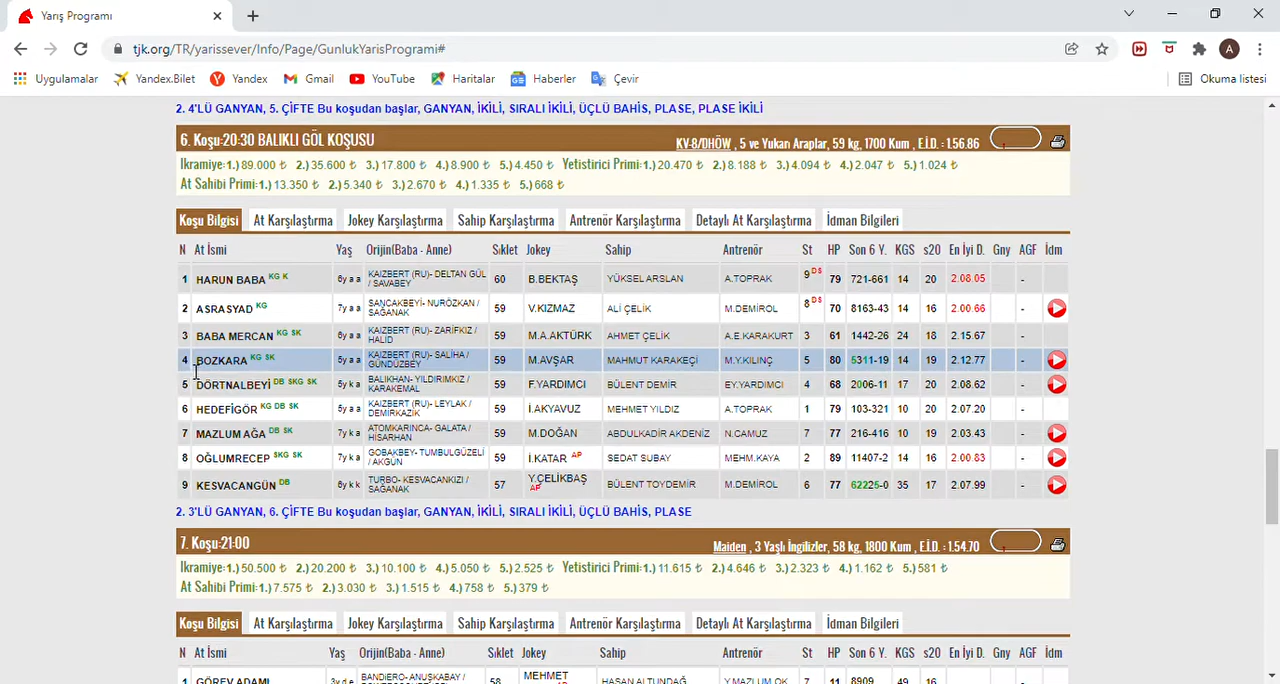 Yarış Programı
tjk.org/TR/yarissever/Info/Page/GunlukYarisProgrami#
A
Uygulamalar Yandex.Bilet Yandex Gmail YouTube Haritalar Haberler Çevir Okuma listesi
2. 4'LÜ GANYAN, 5. ÇİFTE Bu koşudan başlar, GANYAN, İKİLİ, SIRALI İKİLİ, ÜÇLÜ BAHİS, PLASE, PLASE İKİLİ
6. Koşu:20:30 BALIKLI GÖL KOŞUSU KV-8/DHÖW , 5 ve Yukarı Araplar, 59 kg, 1700 Kum , E.İ.D. : 1.56.86
İkramiye:1.) 89.000 ₺ 2.) 35.600 ₺ 3.) 17.800 ₺ 4.) 8.900 ₺ 5.) 4.450 ₺ Yetistirici Primi:1.) 20.470 ₺ 2.) 8.188 ₺ 3.) 4.094 ₺ 4.) 2.047 ₺ 5.) 1.024 ₺
At Sahibi Primi:1.) 13.350 ₺ 2.) 5.340 ₺ 3.) 2.670 ₺ 4.) 1.335 ₺ 5.) 668 ₺
Koşu Bilgisi At Karşılaştırma Jokey Karşılaştırma Sahip Karşılaştırma Antrenör Karşılaştırma Detaylı At Karşılaştırma İdman Bilgileri
N At İsmi Yaş Orijin(Baba - Anne) Sıklet Jokey Sahip Antrenör St HP Son 6 Y. KGS s20 En İyi D. Gny AGF İdm
1 HARUN BABA KG K 8y a a KAIZBERT (RU)- DELTAN GÜL / SAVABEY 60 B.BEKTAŞ YÜKSEL ARSLAN A.TOPRAK 9 DS 79 721-661 14 20 2.08.05 -
2 ASRASYAD KG 7y a a SANCAKBEYİ- NURÖZKAN / SAĞANAK 59 V.KIZMAZ ALİ ÇELİK M.DEMİROL 8 DS 70 8163-43 14 16 2.00.66 -
3 BABA MERCAN KG SK 8y a a KAIZBERT (RU)- ZARİFKIZ / HALİD 59 M.A.AKTÜRK AHMET ÇELİK A.E.KARAKURT 3 61 1442-26 24 18 2.15.67 -
4 BOZKARA KG SK 5y a a KAIZBERT (RU)- SALİHA / GÜNDÜZBEY 59 M.AVŞAR MAHMUT KARAKEÇİ M.Y.KILINÇ 5 80 5311-19 14 19 2.12.77 -
5 DÖRTNALBEYİ DB SKG SK 5y k a BALIKHAN- YILDIRIMKIZ / KARAKEMAL 59 F.YARDIMCI BÜLENT DEMİR EY.YARDIMCI 4 68 2006-11 17 20 2.08.62 -
6 HEDEFİGÖR KG DB SK 5y a a KAIZBERT (RU)- LEYLAK / DEMİRKAZIK 59 İ.AKYAVUZ MEHMET YILDIZ A.TOPRAK 1 79 103-321 10 20 2.07.20 -
7 MAZLUM AĞA DB SK 7y k a ATOMKARINCA- GALATA / HİSARHAN 59 M.DOĞAN ABDULKADİR AKDENİZ N.CAMUZ 7 77 216-416 10 19 2.03.43 -
8 OĞLUMRECEP SKG SK 7y k a GOBAKBEY- TUMBULGÜZELİ / AKGÜN 59 İ.KATAR AP SEDAT SUBAY MEHM.KAYA 2 89 11407-2 14 16 2.00.83 -
9 KESVACANGÜN DB 8y k k TURBO- KESVACANKIZI / SAĞANAK 57 Y.ÇELİKBAŞ AP BÜLENT TOYDEMİR M.DEMİROL 6 77 62225-0 35 17 2.07.99 -
2. 3'LÜ GANYAN, 6. ÇİFTE Bu koşudan başlar, GANYAN, İKİLİ, SIRALI İKİLİ, ÜÇLÜ BAHİS, PLASE
7. Koşu:21:00 Maiden , 3 Yaşlı İngilizler, 58 kg, 1800 Kum , E.İ.D. : 1.54.70
İkramiye:1.) 50.500 ₺ 2.) 20.200 ₺ 3.) 10.100 ₺ 4.) 5.050 ₺ 5.) 2.525 ₺ Yetistirici Primi:1.) 11.615 ₺ 2.) 4.646 ₺ 3.) 2.323 ₺ 4.) 1.162 ₺ 5.) 581 ₺
At Sahibi Primi:1.) 7.575 ₺ 2.) 3.030 ₺ 3.) 1.515 ₺ 4.) 758 ₺ 5.) 379 ₺
Koşu Bilgisi At Karşılaştırma Jokey Karşılaştırma Sahip Karşılaştırma Antrenör Karşılaştırma Detaylı At Karşılaştırma İdman Bilgileri
N At İsmi Yaş Orijin(Baba - Anne) Sıklet Jokey Sahip Antrenör St HP Son 6 Y. KGS s20 En İyi D. Gny AGF İdm
1 GÖREV ADAMI 3y d e BANDIERO- ANUŞKABAY / 58 MEHMET HASAN ALTUNDAĞ Y.MAZLUM.OK 7 11 8909 49 16